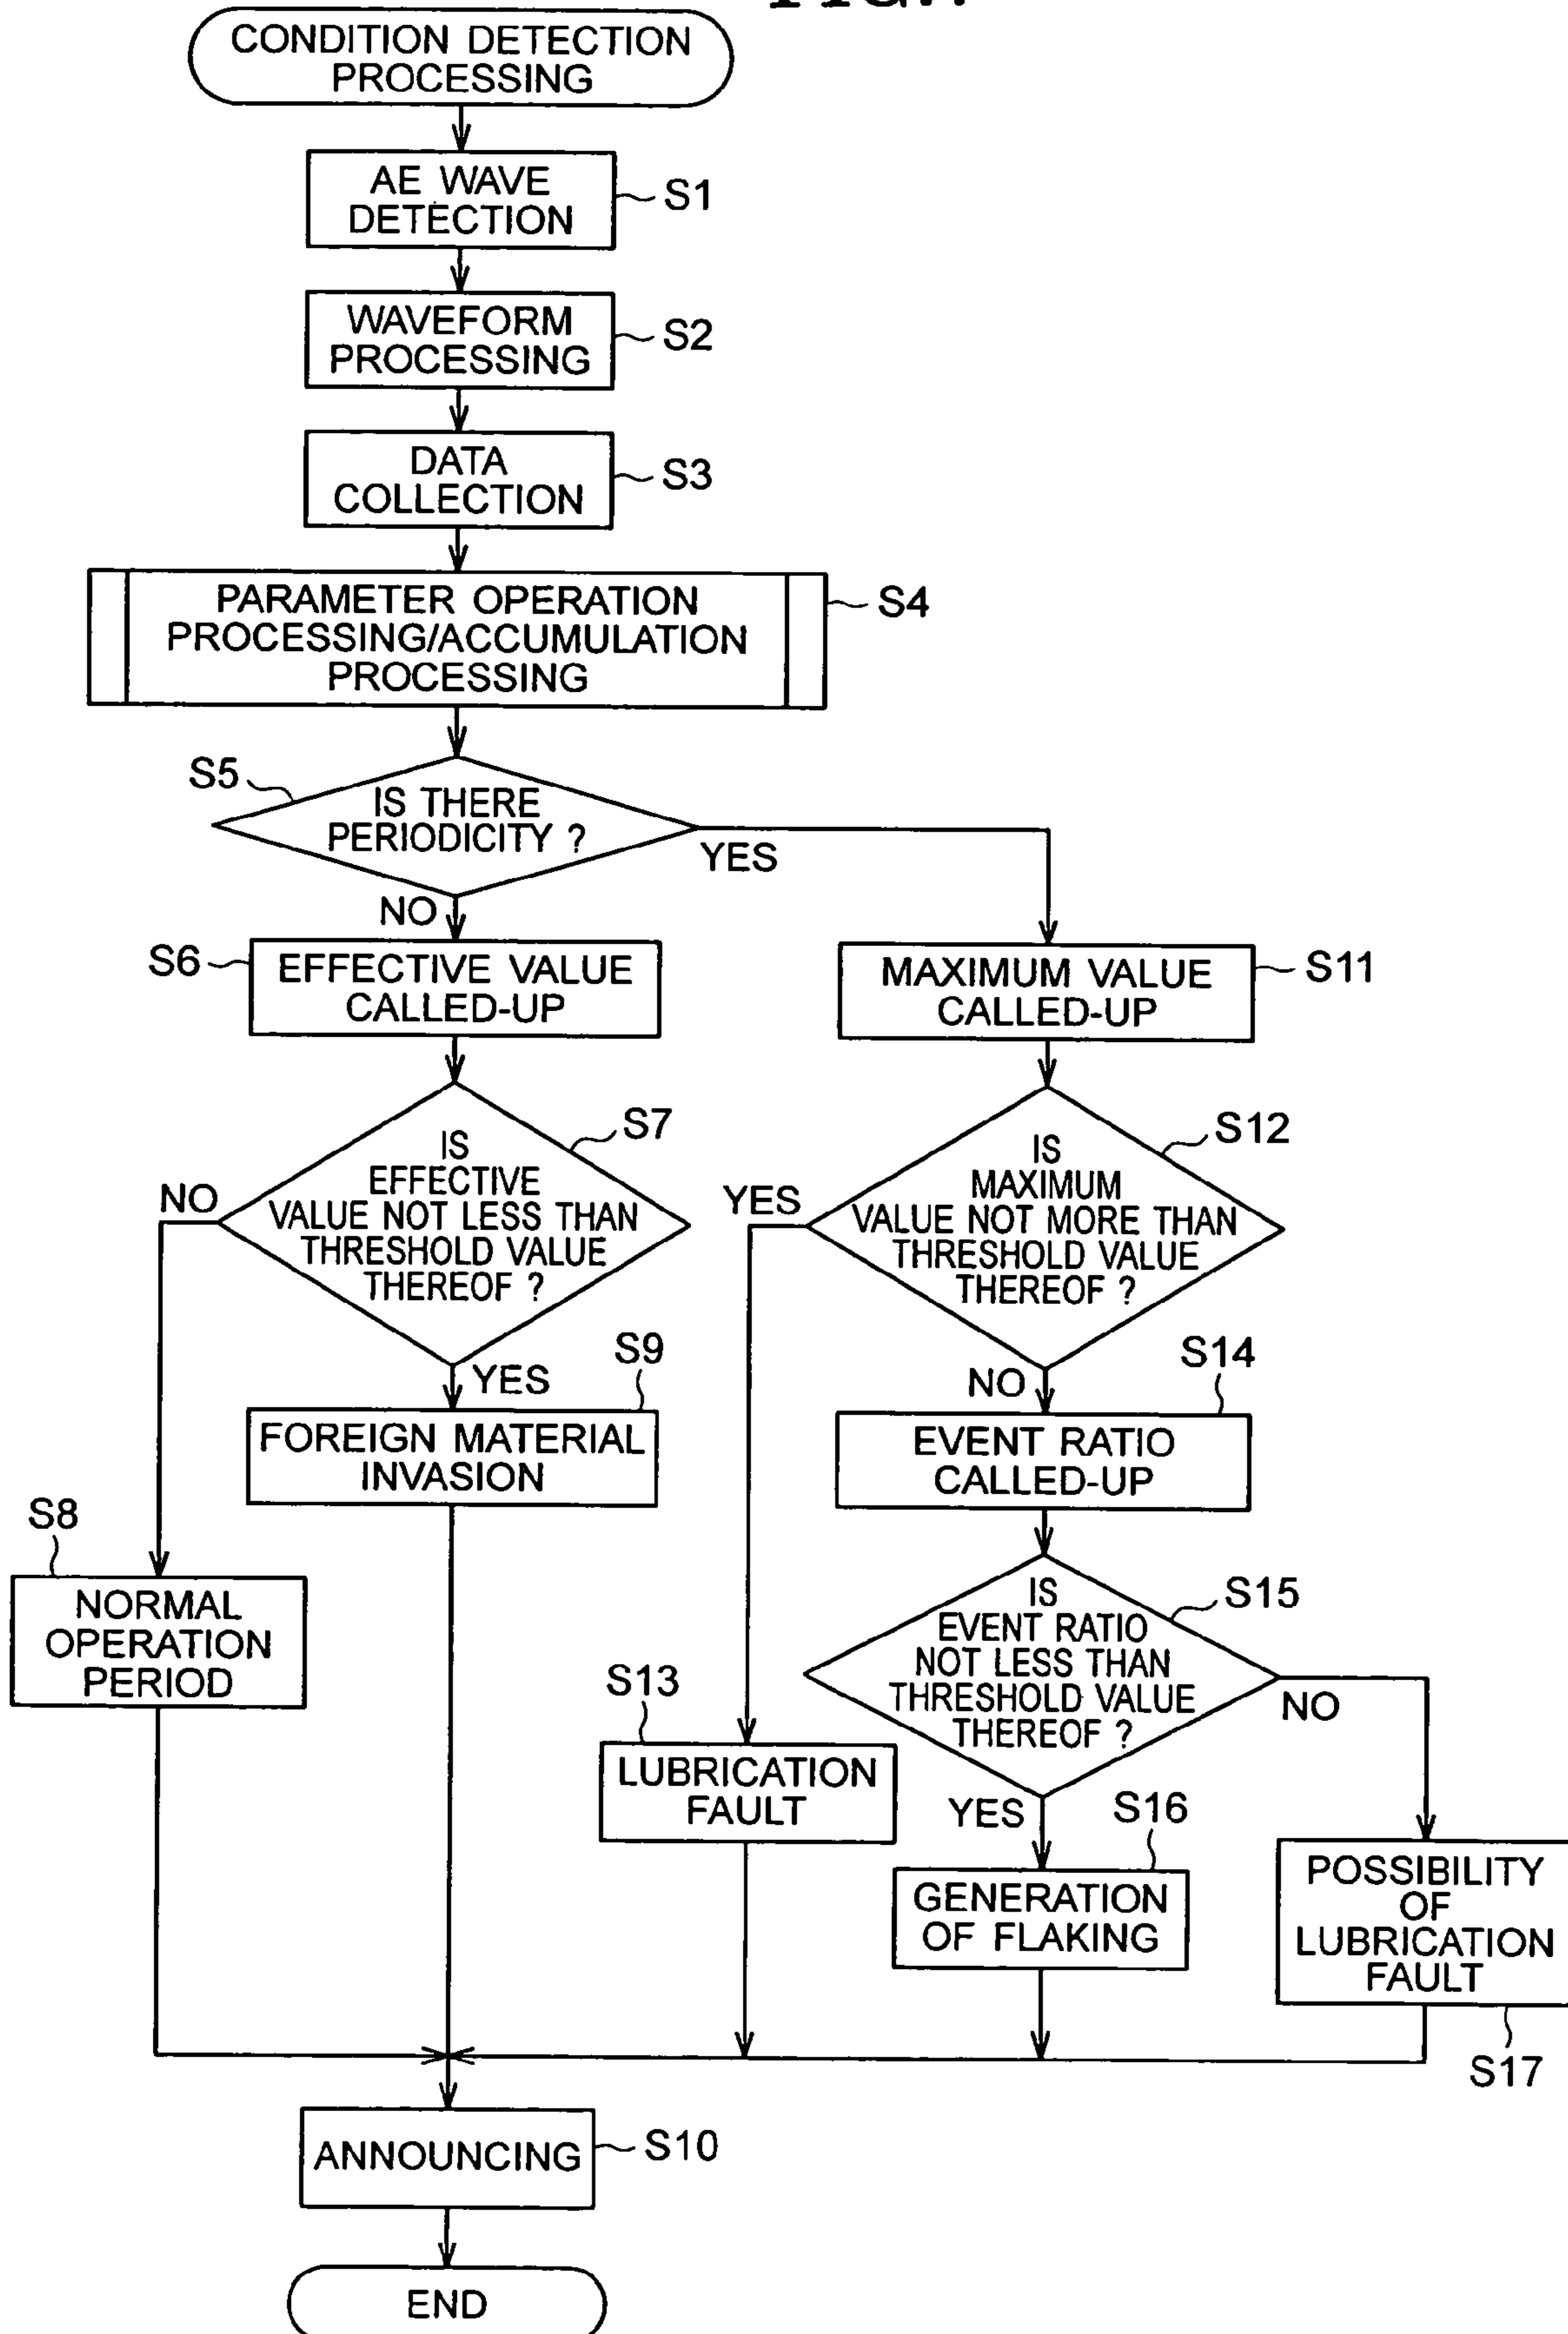 CONDITION DETECTION
PROCESSING
AE WAVE
DETECTION
S1
WAVEFORM
PROCESSING
S2
DATA
COLLECTION
S3
PARAMETER OPERATION
PROCESSING/ACCUMULATION
PROCESSING
S4
S5
IS THERE
PERIODICITY ?
YES
NO
S6
EFFECTIVE VALUE
CALLED-UP
MAXIMUM VALUE
CALLED-UP
S11
S7
IS
EFFECTIVE
VALUE NOT LESS THAN
THRESHOLD VALUE
THEREOF ?
NO
YES
S12
IS
MAXIMUM
VALUE NOT MORE THAN
THRESHOLD VALUE
THEREOF ?
YES
NO
S9
FOREIGN MATERIAL
INVASION
S14
EVENT RATIO
CALLED-UP
S8
NORMAL
OPERATION
PERIOD
S15
IS
EVENT RATIO
NOT LESS THAN
THRESHOLD VALUE
THEREOF ?
NO
YES
S13
LUBRICATION
FAULT
S16
GENERATION
OF FLAKING
POSSIBILITY
OF
LUBRICATION
FAULT
S17
ANNOUNCING
S10
END